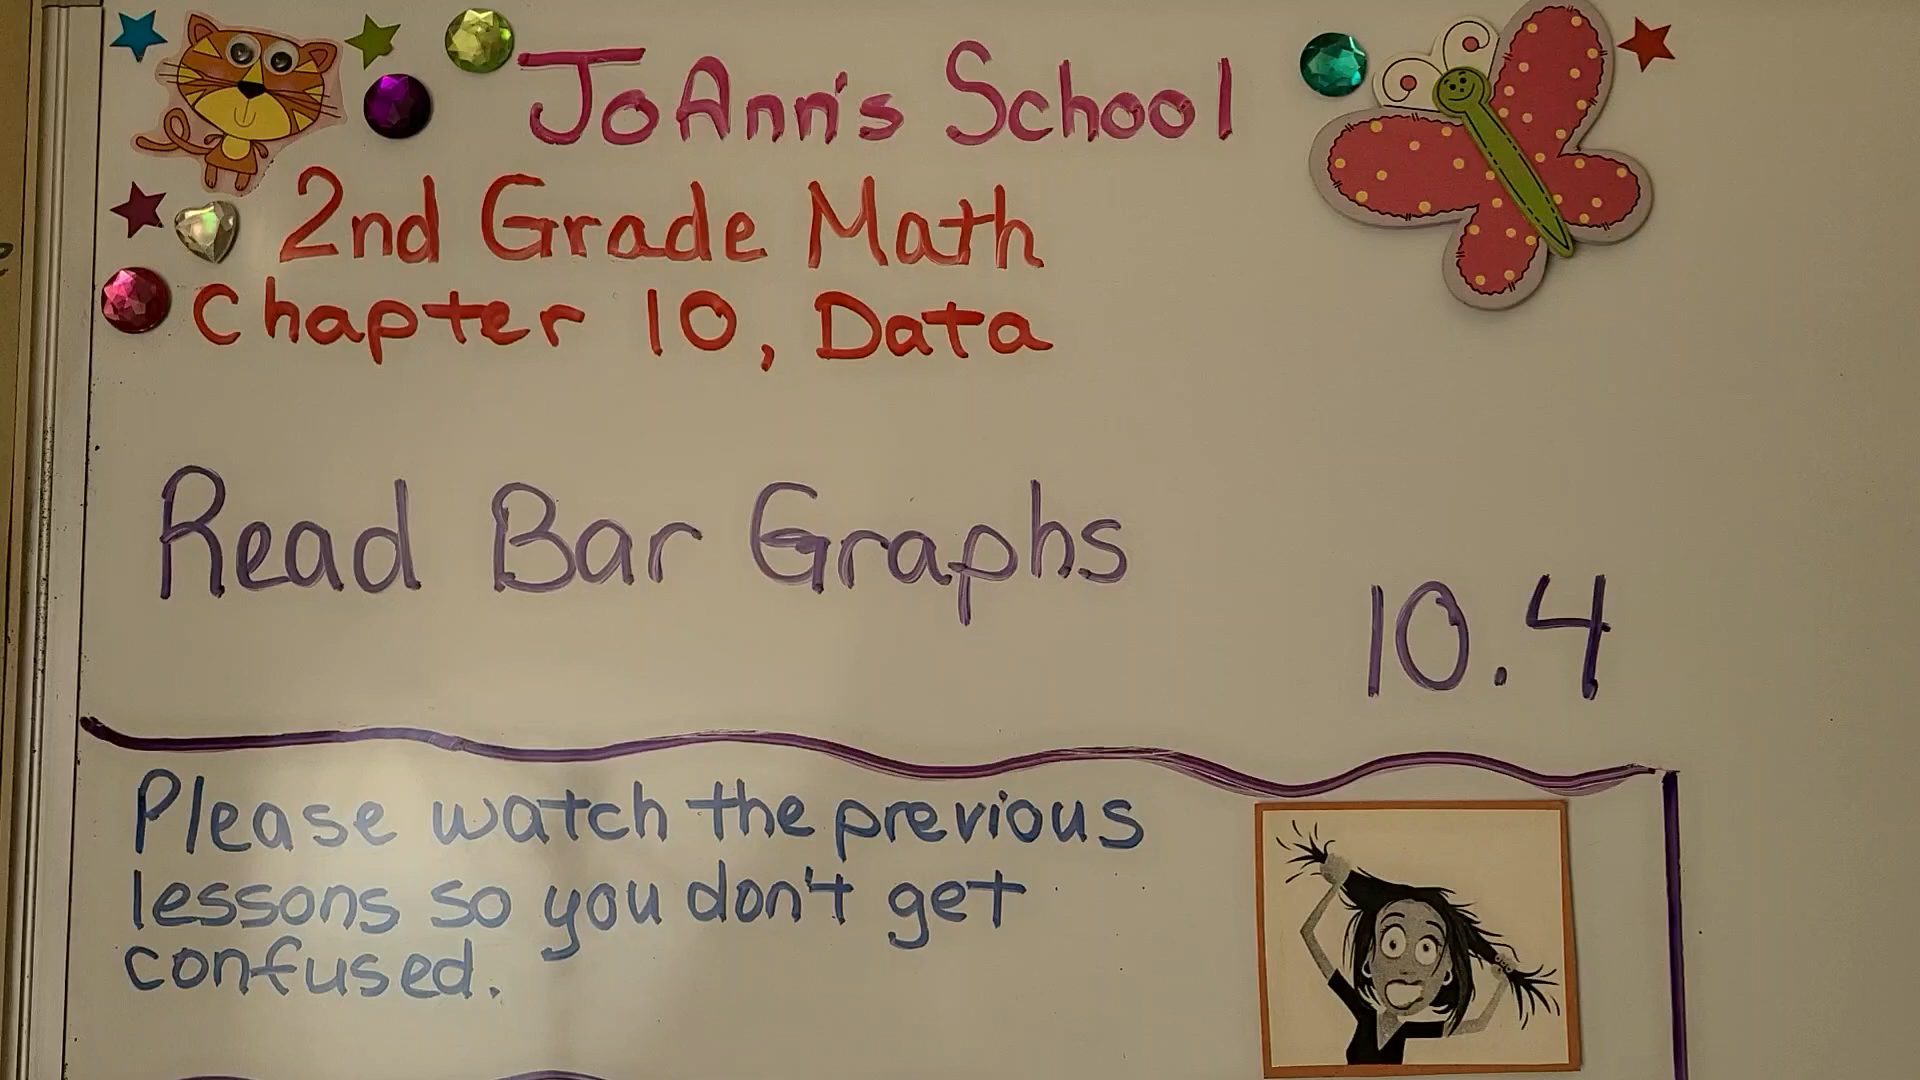 JoAnn's School
2nd Grade Math
Chapter 10, Data
Read Bar Graphs
10.4
Please watch the previous
lessons so you don't get
confused.